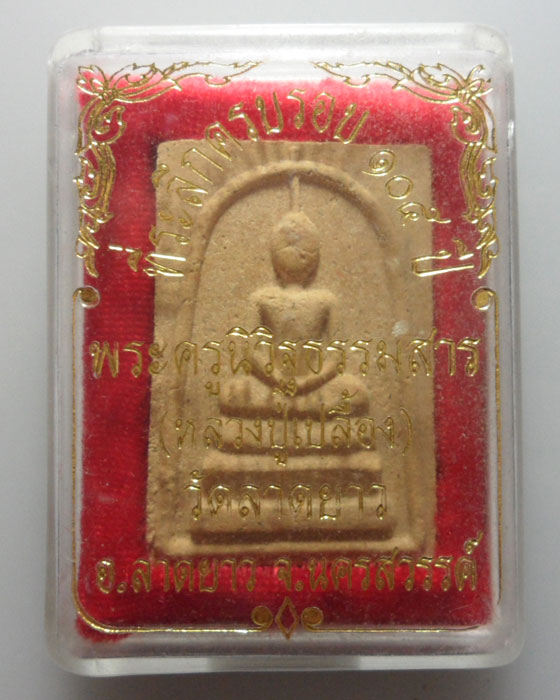 ที่ระลึกครบรอบ ๑๐๔ ปี
พระครูนิวิฐธรรมสาร
(หลวงปู่เปลื้อง)
วัดลาดยาว
อ.ลาดยาว จ.นครสวรรค์